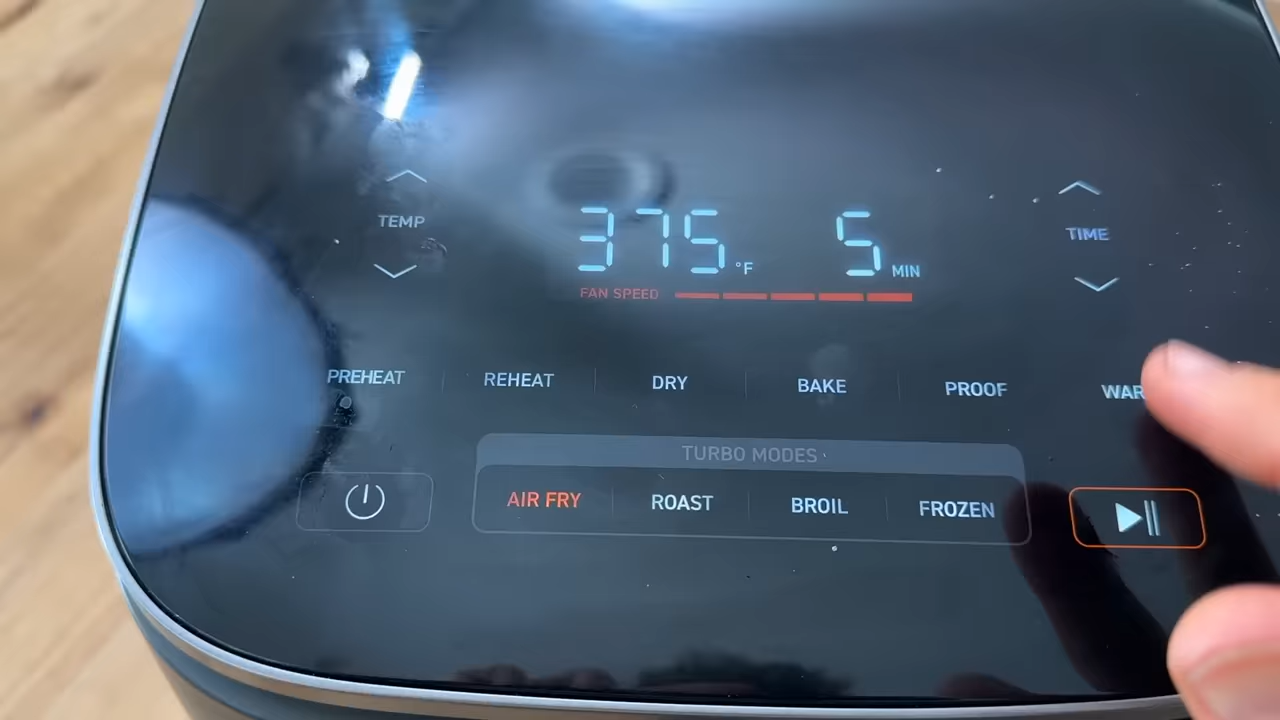 TEMP
375 °F 5 MIN
TIME
FAN SPEED
PREHEAT REHEAT DRY BAKE PROOF WAR
TURBO MODES
AIR FRY ROAST BROIL FROZEN